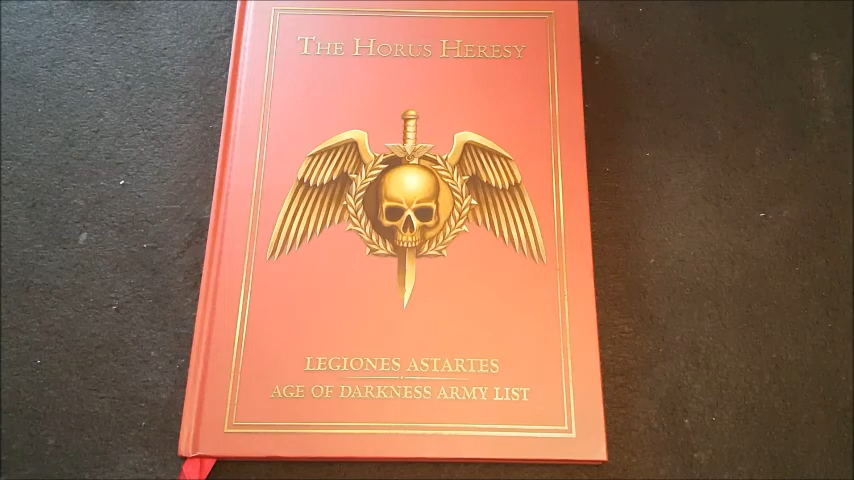 The Horus Heresy
LEGIONES ASTARTES
AGE OF DARKNESS ARMY LIST